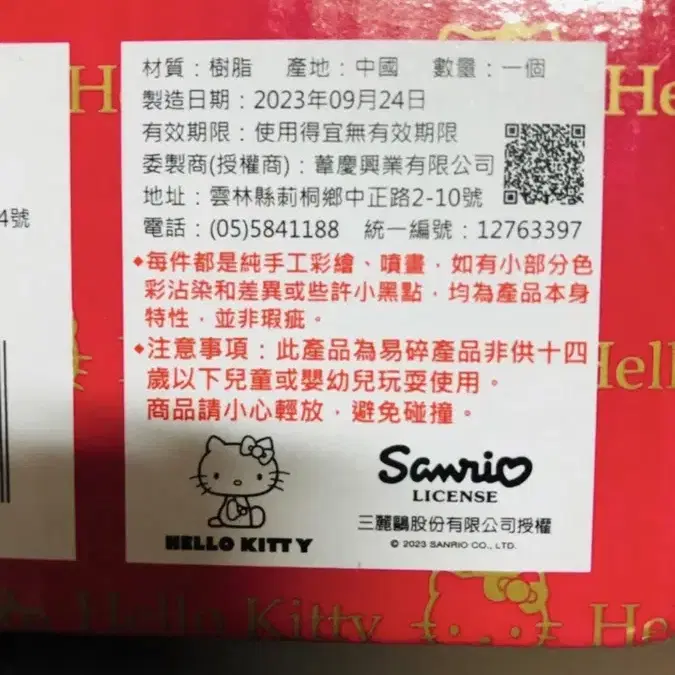 材質：樹脂　產地：中國　數量：一個
製造日期：2023年09月24日
有效期限：使用得宜無有效期限
委製商(授權商)：葦慶興業有限公司
地址：雲林縣莿桐鄉中正路2-10號
電話：(05)5841188　統一編號：12763397
◆每件都是純手工彩繪、噴畫，如有小部分色
彩沾染和差異或些許小黑點，均為產品本身
特性，並非瑕疵。
◆注意事項：此產品為易碎產品非供十四
歲以下兒童或嬰幼兒玩耍使用。
商品請小心輕放，避免碰撞。
HELLO KITTY
Sanrio
LICENSE
三麗鷗股份有限公司授權
© 2023 SANRIO CO., LTD.
4號
H
He
Hell
Hello Kitty
He